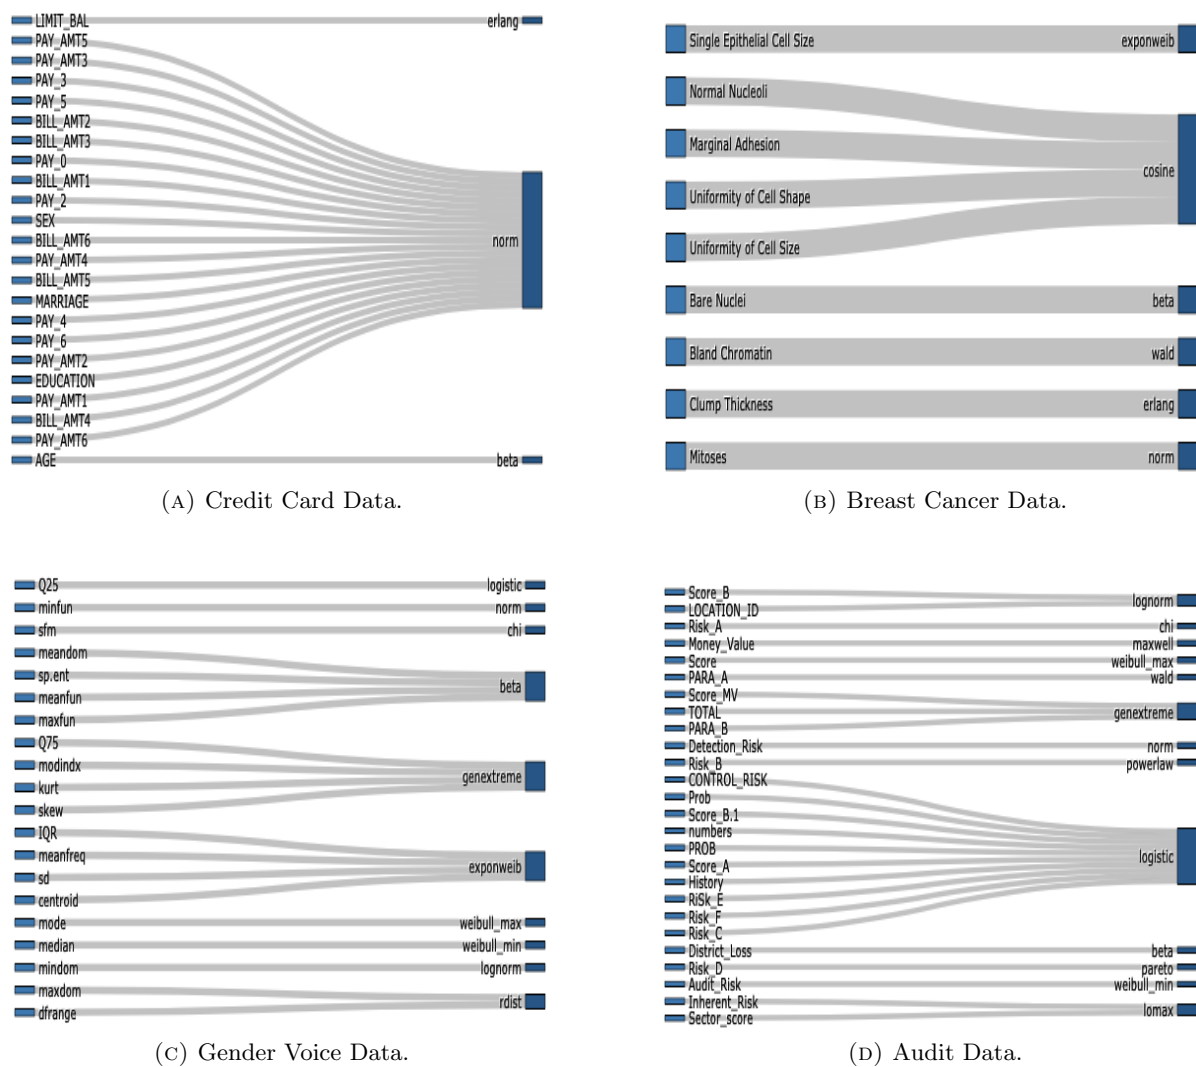 LIMIT_BAL
PAY_AMT5
PAY_AMT3
PAY_3
PAY_5
BILL_AMT2
BILL_AMT3
PAY_0
BILL_AMT1
PAY_2
SEX
BILL_AMT6
PAY_AMT4
BILL_AMT5
MARRIAGE
PAY_4
PAY_6
PAY_AMT2
EDUCATION
PAY_AMT1
BILL_AMT4
PAY_AMT6
AGE
erlang
norm
beta
(A) Credit Card Data.
Single Epithelial Cell Size
Normal Nucleoli
Marginal Adhesion
Uniformity of Cell Shape
Uniformity of Cell Size
Bare Nuclei
Bland Chromatin
Clump Thickness
Mitoses
exponweib
cosine
beta
wald
erlang
norm
(B) Breast Cancer Data.
Q25
minfun
sfm
meandom
sp.ent
meanfun
maxfun
Q75
modindx
kurt
skew
IQR
meanfreq
sd
centroid
mode
median
mindom
maxdom
dfrange
logistic
norm
chi
beta
genextreme
exponweib
weibull_max
weibull_min
lognorm
rdist
(C) Gender Voice Data.
Score_B
LOCATION_ID
Risk_A
Money_Value
Score
PARA_A
Score_MV
TOTAL
PARA_B
Detection_Risk
Risk_B
CONTROL_RISK
Prob
Score_B.1
numbers
PROB
Score_A
History
RiSk_E
Risk_F
Risk_C
District_Loss
Risk_D
Audit_Risk
Inherent_Risk
Sector_score
lognorm
chi
maxwell
weibull_max
wald
genextreme
norm
powerlaw
logistic
beta
pareto
weibull_min
lomax
(D) Audit Data.